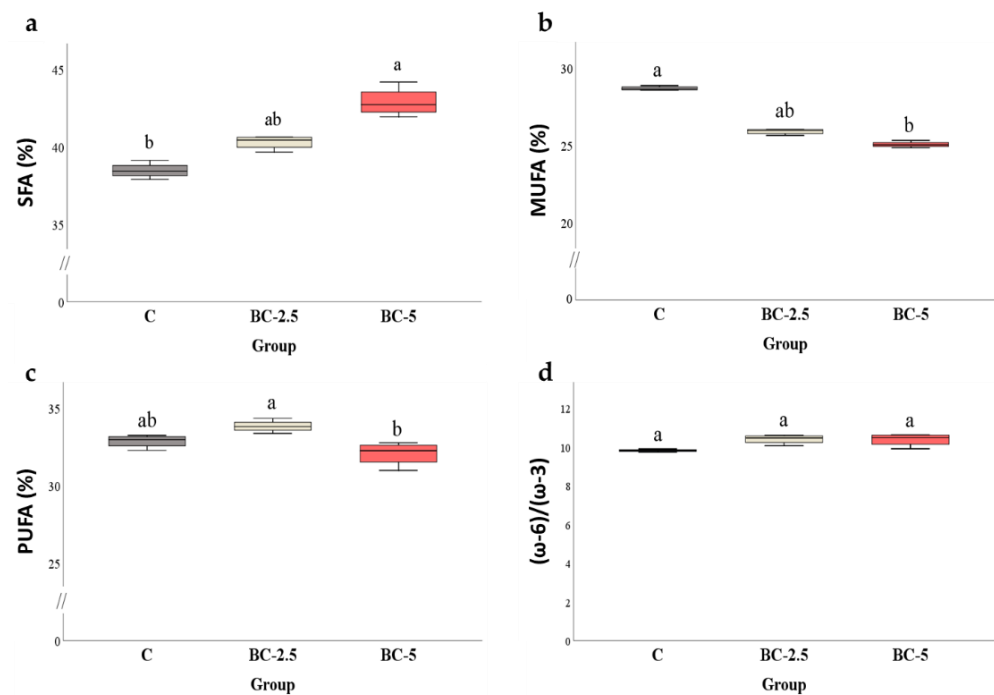 a
SFA (%)
45
40
35
//
0
b
ab
a
C BC-2.5 BC-5
Group
b
MUFA (%)
30
25
20
//
0
a
ab
b
C BC-2.5 BC-5
Group
c
PUFA (%)
35
30
25
//
0
ab
a
b
C BC-2.5 BC-5
Group
d
(ω-6)/(ω-3)
12
10
8
6
4
2
0
a
a
a
C BC-2.5 BC-5
Group